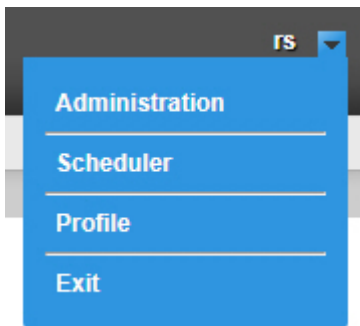 rs
Administration
Scheduler
Profile
Exit